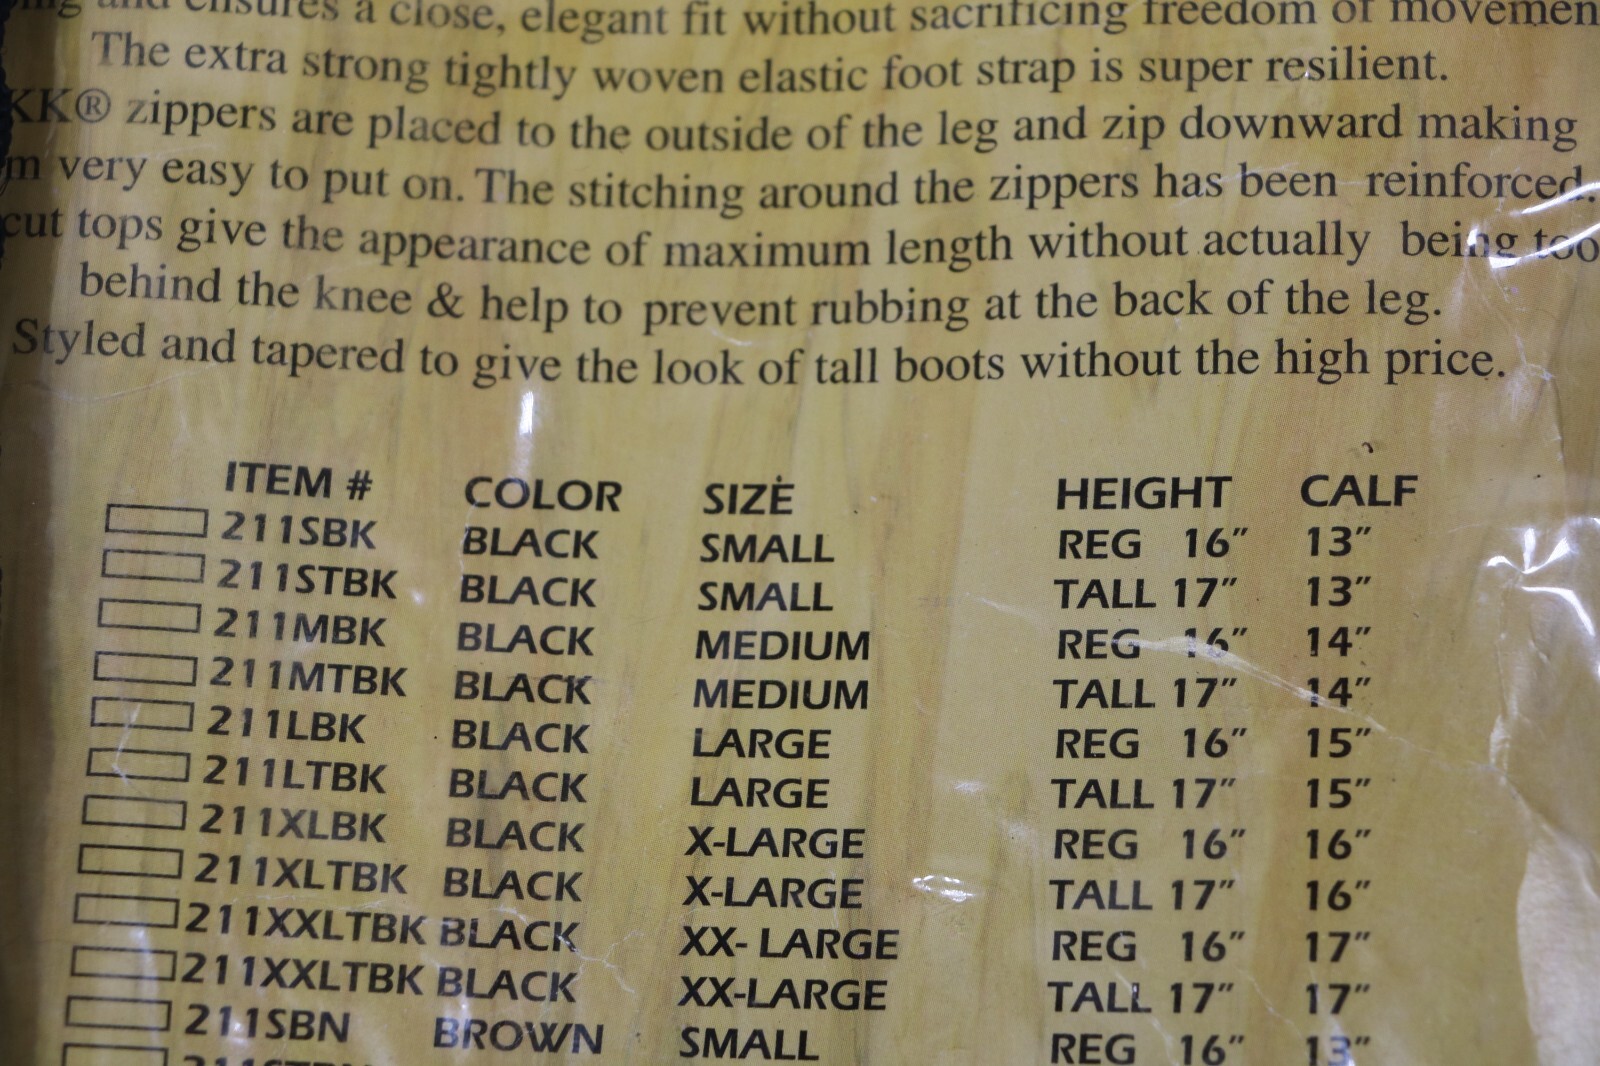 and ensures a close, elegant fit without sacrificing freedom of movemen
The extra strong tightly woven elastic foot strap is super resilient.
KK® zippers are placed to the outside of the leg and zip downward making
m very easy to put on. The stitching around the zippers has been reinforced.
cut tops give the appearance of maximum length without actually being too
behind the knee & help to prevent rubbing at the back of the leg.
Styled and tapered to give the look of tall boots without the high price.
ITEM # COLOR SIZE HEIGHT CALF
211SBK BLACK SMALL REG 16" 13"
211STBK BLACK SMALL TALL 17" 13"
211MBK BLACK MEDIUM REG 16" 14"
211MTBK BLACK MEDIUM TALL 17" 14"
211LBK BLACK LARGE REG 16" 15"
211LTBK BLACK LARGE TALL 17" 15"
211XLBK BLACK X-LARGE REG 16" 16"
211XLTBK BLACK X-LARGE TALL 17" 16"
211XXLTBK BLACK XX- LARGE REG 16" 17"
211XXLTBK BLACK XX-LARGE TALL 17" 17"
211SBN BROWN SMALL REG 16" 13"